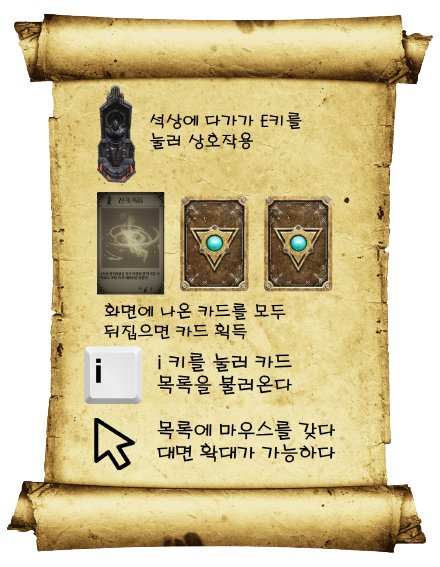 석상에 다가가 E키를
눌러 상호작용
화면에 나온 카드를 모두
뒤집으면 카드 획득
i
i 키를 눌러 카드
목록을 불러온다
목록에 마우스를 갖다
대면 확대가 가능하다